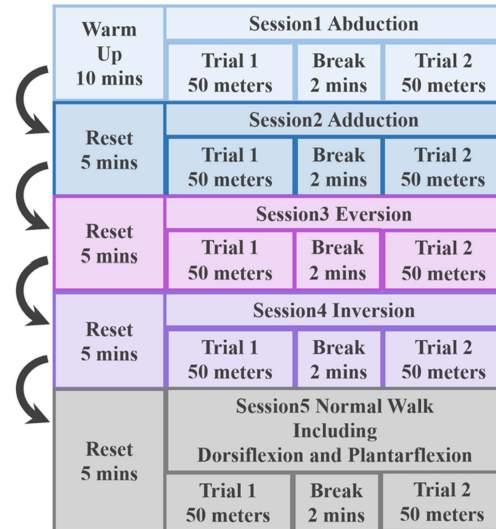 Warm
Up
10 mins
Session1 Abduction
Trial 1
50 meters
Break
2 mins
Trial 2
50 meters
Reset
5 mins
Session2 Adduction
Trial 1
50 meters
Break
2 mins
Trial 2
50 meters
Reset
5 mins
Session3 Eversion
Trial 1
50 meters
Break
2 mins
Trial 2
50 meters
Reset
5 mins
Session4 Inversion
Trial 1
50 meters
Break
2 mins
Trial 2
50 meters
Reset
5 mins
Session5 Normal Walk
Including
Dorsiflexion and Plantarflexion
Trial 1
50 meters
Break
2 mins
Trial 2
50 meters